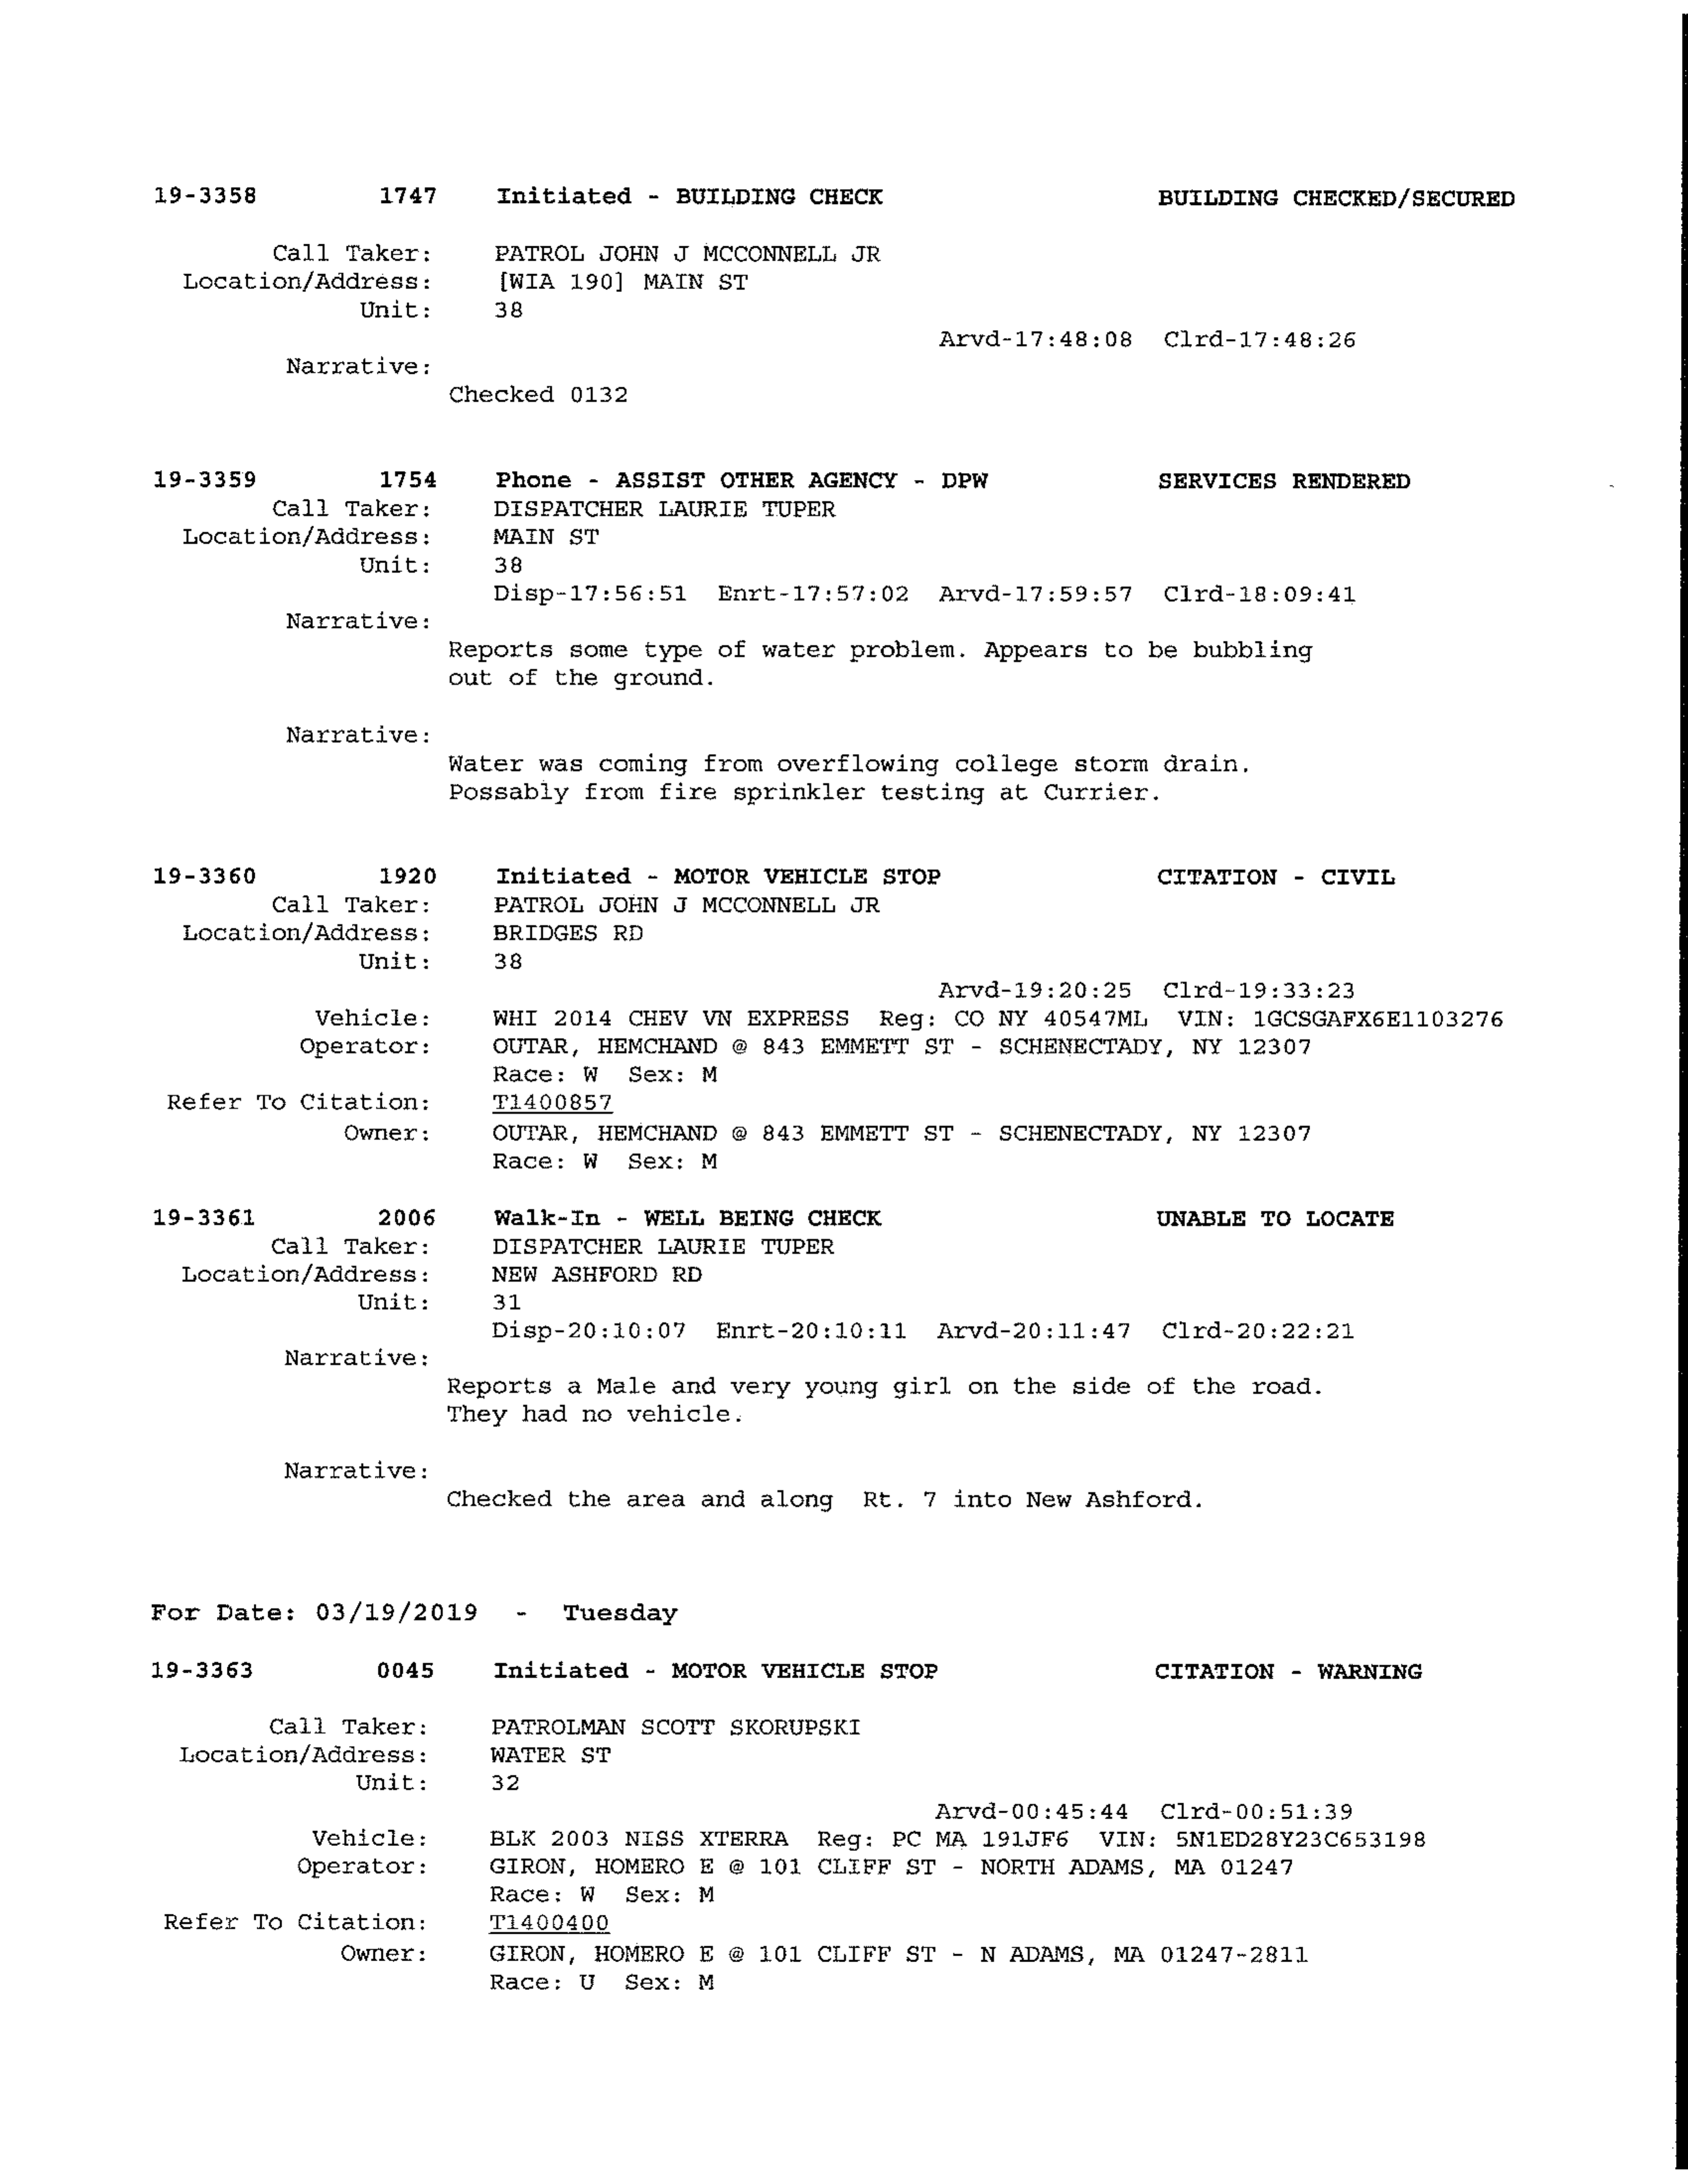 19-3358 1747 Initiated - BUILDING CHECK BUILDING CHECKED/SECURED
Call Taker: PATROL JOHN J MCCONNELL JR
Location/Address: [WIA 190] MAIN ST
Unit: 38
Arvd-17:48:08 Clrd-17:48:26
Narrative:
Checked 0132
19-3359 1754 Phone - ASSIST OTHER AGENCY - DPW SERVICES RENDERED
Call Taker: DISPATCHER LAURIE TUPER
Location/Address: MAIN ST
Unit: 38
Disp-17:56:51 Enrt-17:57:02 Arvd-17:59:57 Clrd-18:09:41
Narrative:
Reports some type of water problem. Appears to be bubbling
out of the ground.
Narrative:
Water was coming from overflowing college storm drain.
Possably from fire sprinkler testing at Currier.
19-3360 1920 Initiated - MOTOR VEHICLE STOP CITATION - CIVIL
Call Taker: PATROL JOHN J MCCONNELL JR
Location/Address: BRIDGES RD
Unit: 38
Arvd-19:20:25 Clrd-19:33:23
Vehicle: WHI 2014 CHEV VN EXPRESS Reg: CO NY 40547ML VIN: 1GCSGAFX6E1103276
Operator: OUTAR, HEMCHAND @ 843 EMMETT ST - SCHENECTADY, NY 12307
Race: W Sex: M
Refer To Citation: T1400857
Owner: OUTAR, HEMCHAND @ 843 EMMETT ST - SCHENECTADY, NY 12307
Race: W Sex: M
19-3361 2006 Walk-In - WELL BEING CHECK UNABLE TO LOCATE
Call Taker: DISPATCHER LAURIE TUPER
Location/Address: NEW ASHFORD RD
Unit: 31
Disp-20:10:07 Enrt-20:10:11 Arvd-20:11:47 Clrd-20:22:21
Narrative:
Reports a Male and very young girl on the side of the road.
They had no vehicle.
Narrative:
Checked the area and along Rt. 7 into New Ashford.
For Date: 03/19/2019 - Tuesday
19-3363 0045 Initiated - MOTOR VEHICLE STOP CITATION - WARNING
Call Taker: PATROLMAN SCOTT SKORUPSKI
Location/Address: WATER ST
Unit: 32
Arvd-00:45:44 Clrd-00:51:39
Vehicle: BLK 2003 NISS XTERRA Reg: PC MA 191JF6 VIN: 5N1ED28Y23C653198
Operator: GIRON, HOMERO E @ 101 CLIFF ST - NORTH ADAMS, MA 01247
Race: W Sex: M
Refer To Citation: T1400400
Owner: GIRON, HOMERO E @ 101 CLIFF ST - N ADAMS, MA 01247-2811
Race: U Sex: M